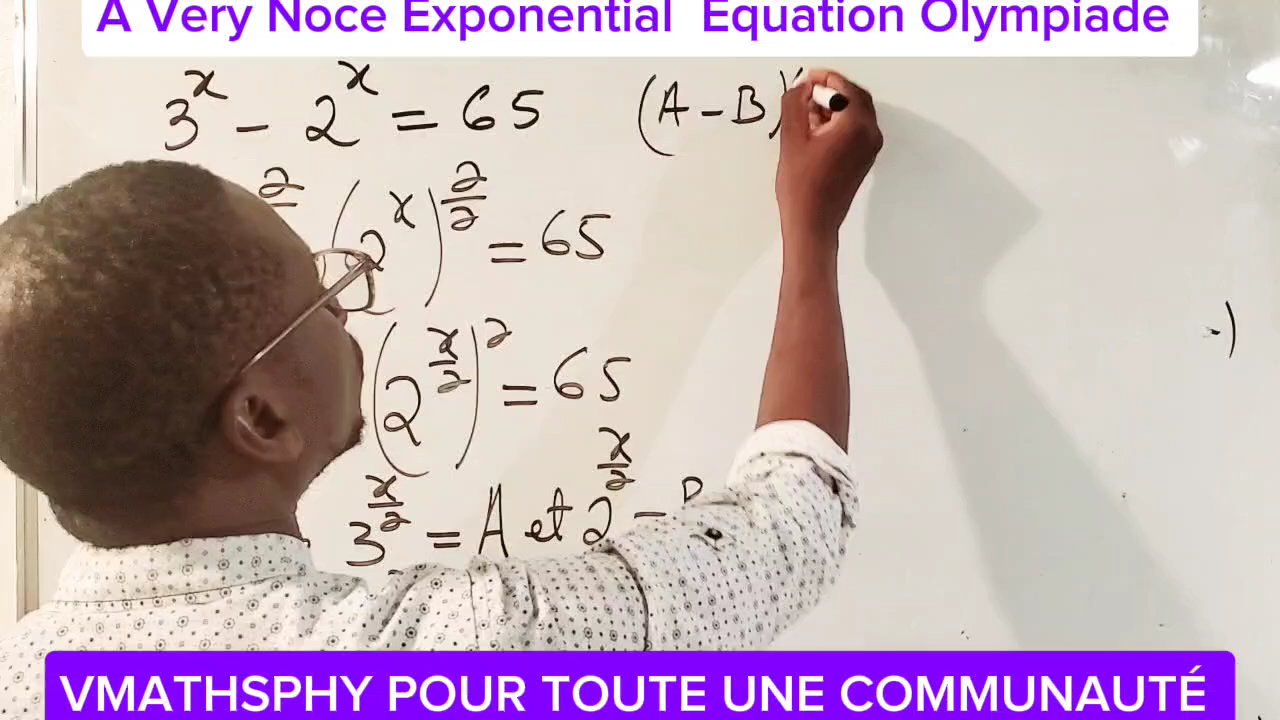 A Very Noce Exponential Equation Olympiade
3^x - 2^x = 65
(A - B)
(2^x)^(2/2) = 65
(2^(x/2))^2 = 65
3^(x/2) = A et 2^(x/2)
VMATHSPHY POUR TOUTE UNE COMMUNAUTÉ